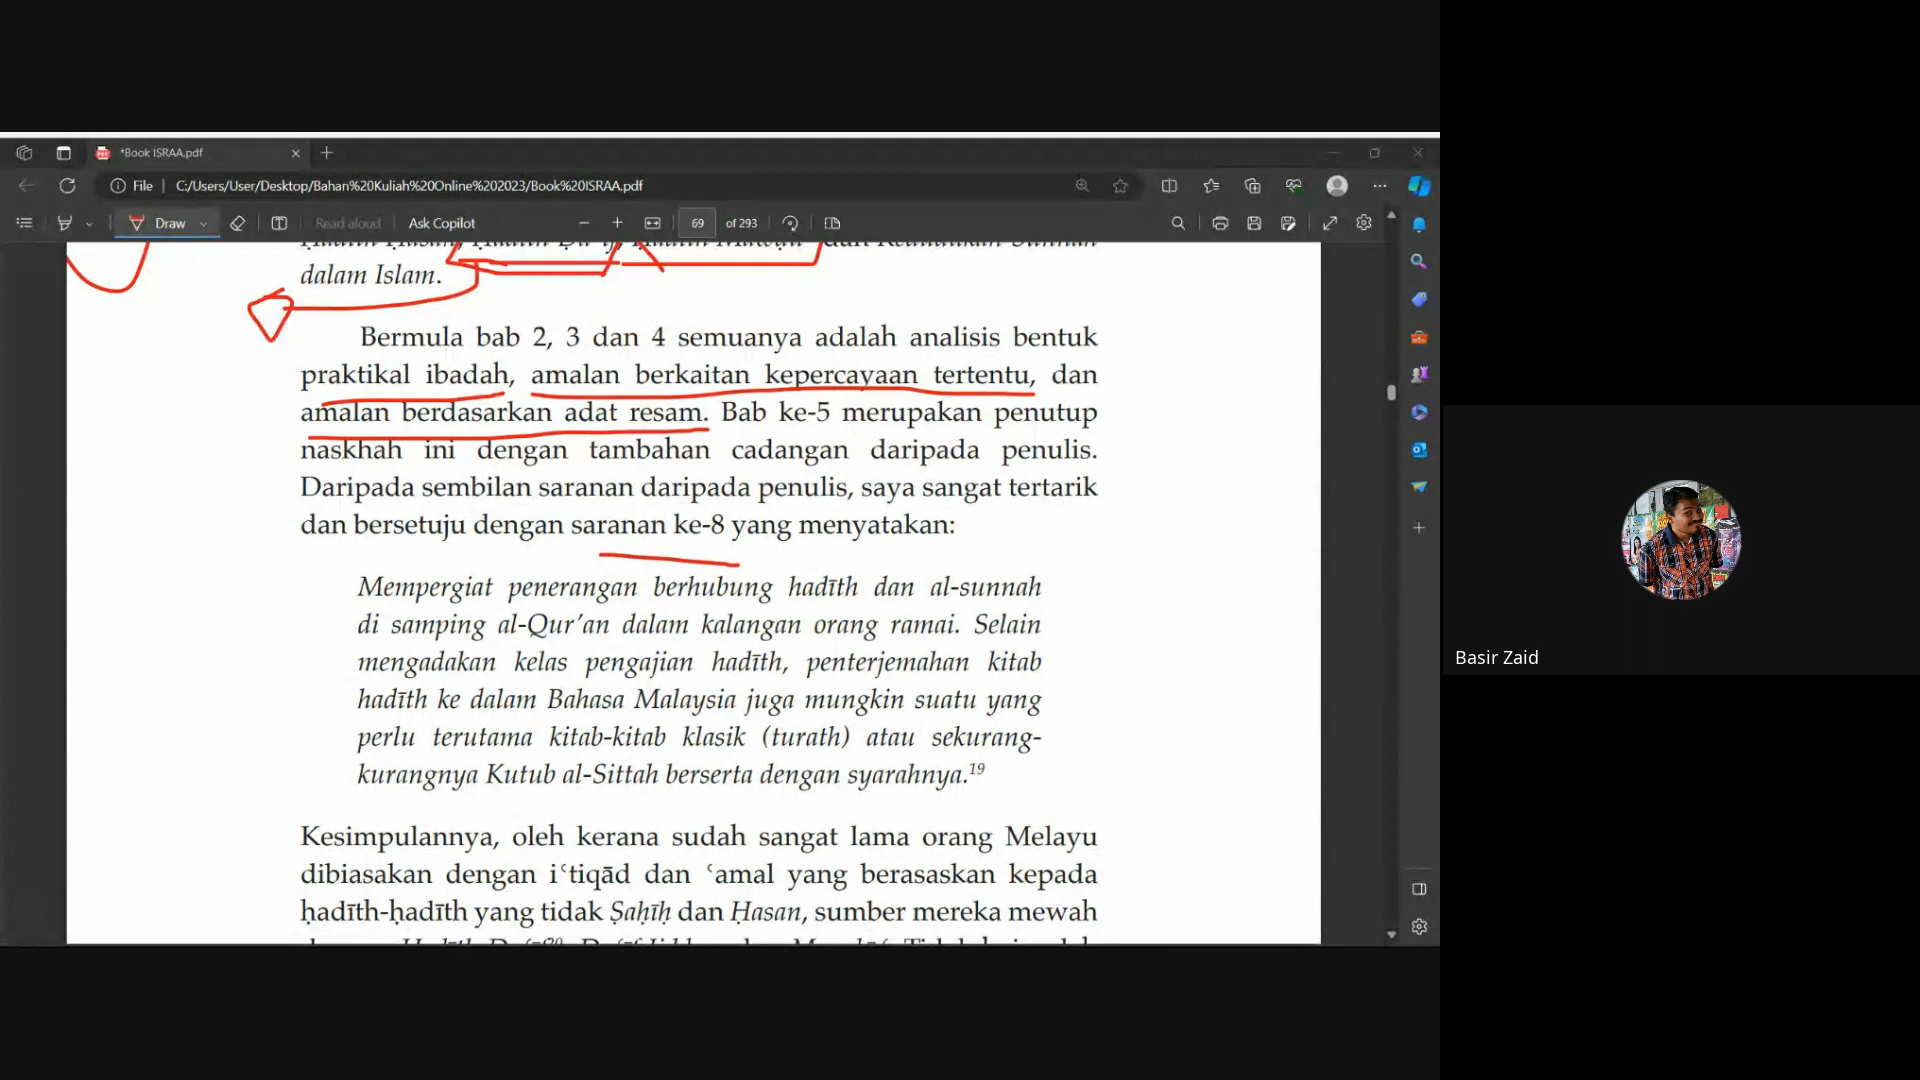 *Book ISRAA.pdf
File
C:/Users/User/Desktop/Bahan%20Kuliah%20Online%202023/Book%20ISRAA.pdf
Draw
Read aloud
Ask Copilot
69
of 293
dan
dalam Islam.
Bermula bab 2, 3 dan 4 semuanya adalah analisis bentuk
praktikal ibadah, amalan berkaitan kepercayaan tertentu, dan
amalan berdasarkan adat resam. Bab ke-5 merupakan penutup
naskhah ini dengan tambahan cadangan daripada penulis.
Daripada sembilan saranan daripada penulis, saya sangat tertarik
dan bersetuju dengan saranan ke-8 yang menyatakan:
Mempergiat penerangan berhubung hadīth dan al-sunnah
di samping al-Qur’an dalam kalangan orang ramai. Selain
mengadakan kelas pengajian hadīth, penterjemahan kitab
hadīth ke dalam Bahasa Malaysia juga mungkin suatu yang
perlu terutama kitab-kitab klasik (turath) atau sekurang-
kurangnya Kutub al-Sittah berserta dengan syarahnya.¹⁹
Kesimpulannya, oleh kerana sudah sangat lama orang Melayu
dibiasakan dengan iʿtiqād dan ʿamal yang berasaskan kepada
ḥadīth-ḥadīth yang tidak Ṣaḥīḥ dan Ḥasan, sumber mereka mewah
Basir Zaid